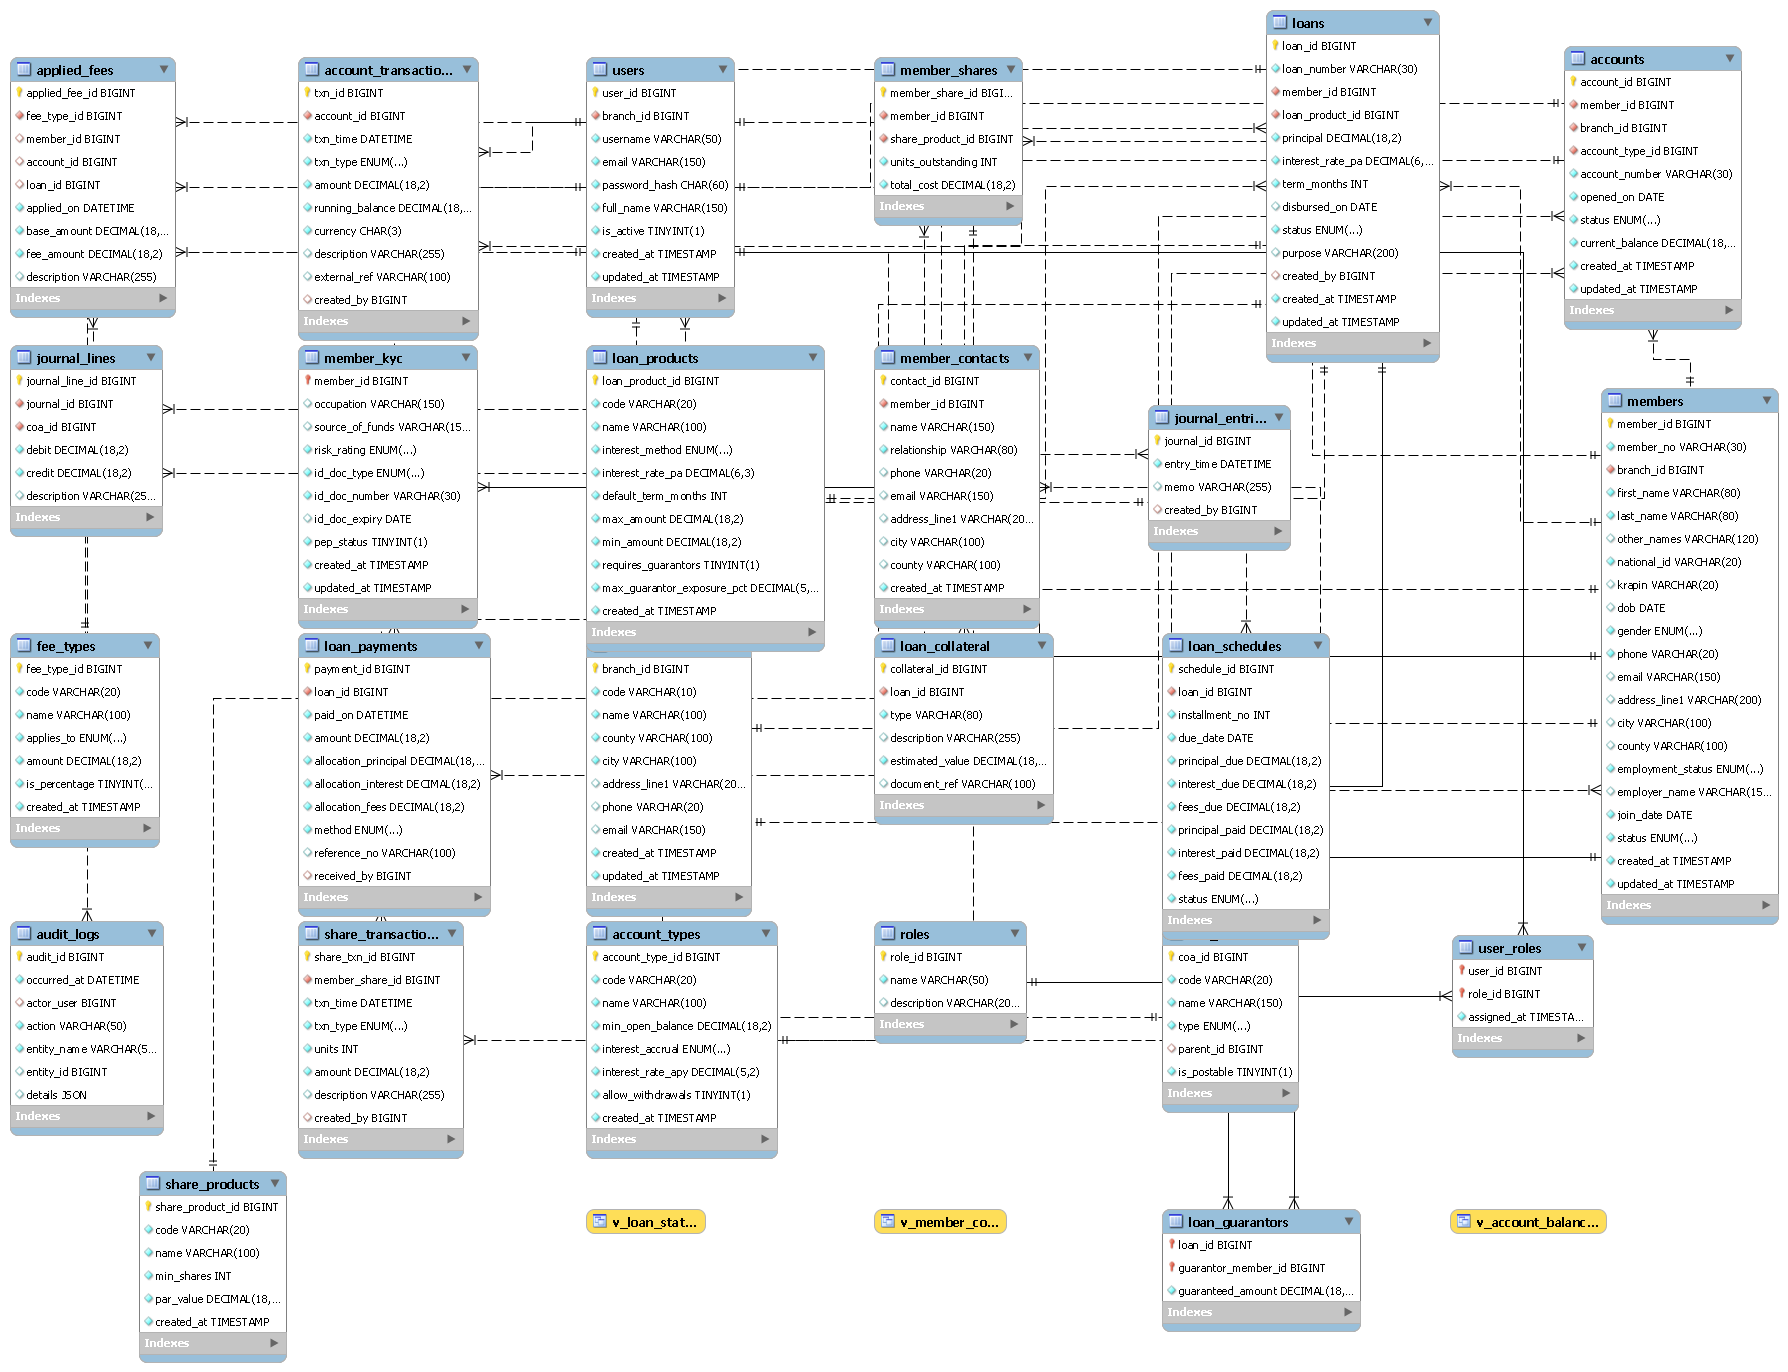 applied_fees
applied_fee_id BIGINT
fee_type_id BIGINT
member_id BIGINT
account_id BIGINT
loan_id BIGINT
applied_on DATETIME
base_amount DECIMAL(18,...
fee_amount DECIMAL(18,2)
description VARCHAR(255)
Indexes
account_transactio...
txn_id BIGINT
account_id BIGINT
txn_time DATETIME
txn_type ENUM(...)
amount DECIMAL(18,2)
running_balance DECIMAL(18,...
currency CHAR(3)
description VARCHAR(255)
external_ref VARCHAR(100)
created_by BIGINT
Indexes
users
user_id BIGINT
branch_id BIGINT
username VARCHAR(50)
email VARCHAR(150)
password_hash CHAR(60)
full_name VARCHAR(150)
is_active TINYINT(1)
created_at TIMESTAMP
updated_at TIMESTAMP
Indexes
member_shares
member_share_id BIGI...
member_id BIGINT
share_product_id BIGINT
units_outstanding INT
total_cost DECIMAL(18,2)
Indexes
loans
loan_id BIGINT
loan_number VARCHAR(30)
member_id BIGINT
loan_product_id BIGINT
principal DECIMAL(18,2)
interest_rate_pa DECIMAL(6,...
term_months INT
disbursed_on DATE
status ENUM(...)
purpose VARCHAR(200)
created_by BIGINT
created_at TIMESTAMP
updated_at TIMESTAMP
Indexes
accounts
account_id BIGINT
member_id BIGINT
branch_id BIGINT
account_type_id BIGINT
account_number VARCHAR(30)
opened_on DATE
status ENUM(...)
current_balance DECIMAL(18,...
created_at TIMESTAMP
updated_at TIMESTAMP
Indexes
journal_lines
journal_line_id BIGINT
journal_id BIGINT
coa_id BIGINT
debit DECIMAL(18,2)
credit DECIMAL(18,2)
description VARCHAR(25...
Indexes
member_kyc
member_id BIGINT
occupation VARCHAR(150)
source_of_funds VARCHAR(15...
risk_rating ENUM(...)
id_doc_type ENUM(...)
id_doc_number VARCHAR(30)
id_doc_expiry DATE
pep_status TINYINT(1)
created_at TIMESTAMP
updated_at TIMESTAMP
Indexes
loan_products
loan_product_id BIGINT
code VARCHAR(20)
name VARCHAR(100)
interest_method ENUM(...)
interest_rate_pa DECIMAL(6,3)
default_term_months INT
max_amount DECIMAL(18,2)
min_amount DECIMAL(18,2)
requires_guarantors TINYINT(1)
max_guarantor_exposure_pct DECIMAL(5,...
created_at TIMESTAMP
Indexes
member_contacts
contact_id BIGINT
member_id BIGINT
name VARCHAR(150)
relationship VARCHAR(80)
phone VARCHAR(20)
email VARCHAR(150)
address_line1 VARCHAR(20...
city VARCHAR(100)
county VARCHAR(100)
created_at TIMESTAMP
Indexes
journal_entri...
journal_id BIGINT
entry_time DATETIME
memo VARCHAR(255)
created_by BIGINT
Indexes
members
member_id BIGINT
member_no VARCHAR(30)
branch_id BIGINT
first_name VARCHAR(80)
last_name VARCHAR(80)
other_names VARCHAR(120)
national_id VARCHAR(20)
krapin VARCHAR(20)
dob DATE
gender ENUM(...)
phone VARCHAR(20)
email VARCHAR(150)
address_line1 VARCHAR(200)
city VARCHAR(100)
county VARCHAR(100)
employment_status ENUM(...)
employer_name VARCHAR(15...
join_date DATE
status ENUM(...)
created_at TIMESTAMP
updated_at TIMESTAMP
Indexes
fee_types
fee_type_id BIGINT
code VARCHAR(20)
name VARCHAR(100)
applies_to ENUM(...)
amount DECIMAL(18,2)
is_percentage TINYINT(...
created_at TIMESTAMP
Indexes
loan_payments
payment_id BIGINT
loan_id BIGINT
paid_on DATETIME
amount DECIMAL(18,2)
allocation_principal DECIMAL(18,...
allocation_interest DECIMAL(18,2)
allocation_fees DECIMAL(18,2)
method ENUM(...)
reference_no VARCHAR(100)
received_by BIGINT
Indexes
branch_id BIGINT
code VARCHAR(10)
name VARCHAR(100)
county VARCHAR(100)
city VARCHAR(100)
address_line1 VARCHAR(20...
phone VARCHAR(20)
email VARCHAR(150)
created_at TIMESTAMP
updated_at TIMESTAMP
Indexes
loan_collateral
collateral_id BIGINT
loan_id BIGINT
type VARCHAR(80)
description VARCHAR(255)
estimated_value DECIMAL(18,...
document_ref VARCHAR(100)
Indexes
loan_schedules
schedule_id BIGINT
loan_id BIGINT
installment_no INT
due_date DATE
principal_due DECIMAL(18,2)
interest_due DECIMAL(18,2)
fees_due DECIMAL(18,2)
principal_paid DECIMAL(18,2)
interest_paid DECIMAL(18,2)
fees_paid DECIMAL(18,2)
status ENUM(...)
Indexes
audit_logs
audit_id BIGINT
occurred_at DATETIME
actor_user BIGINT
action VARCHAR(50)
entity_name VARCHAR(5...
entity_id BIGINT
details JSON
Indexes
share_transactio...
share_txn_id BIGINT
member_share_id BIGINT
txn_time DATETIME
txn_type ENUM(...)
units INT
amount DECIMAL(18,2)
description VARCHAR(255)
created_by BIGINT
Indexes
account_types
account_type_id BIGINT
code VARCHAR(20)
name VARCHAR(100)
min_open_balance DECIMAL(18,2)
interest_accrual ENUM(...)
interest_rate_apy DECIMAL(5,2)
allow_withdrawals TINYINT(1)
created_at TIMESTAMP
Indexes
roles
role_id BIGINT
name VARCHAR(50)
description VARCHAR(20...
Indexes
coa_id BIGINT
code VARCHAR(20)
name VARCHAR(150)
type ENUM(...)
parent_id BIGINT
is_postable TINYINT(1)
Indexes
user_roles
user_id BIGINT
role_id BIGINT
assigned_at TIMESTA...
Indexes
share_products
share_product_id BIGINT
code VARCHAR(20)
name VARCHAR(100)
min_shares INT
par_value DECIMAL(18,...
created_at TIMESTAMP
Indexes
v_loan_stat...
v_member_co...
loan_guarantors
loan_id BIGINT
guarantor_member_id BIGINT
guaranteed_amount DECIMAL(18,...
Indexes
v_account_balanc...